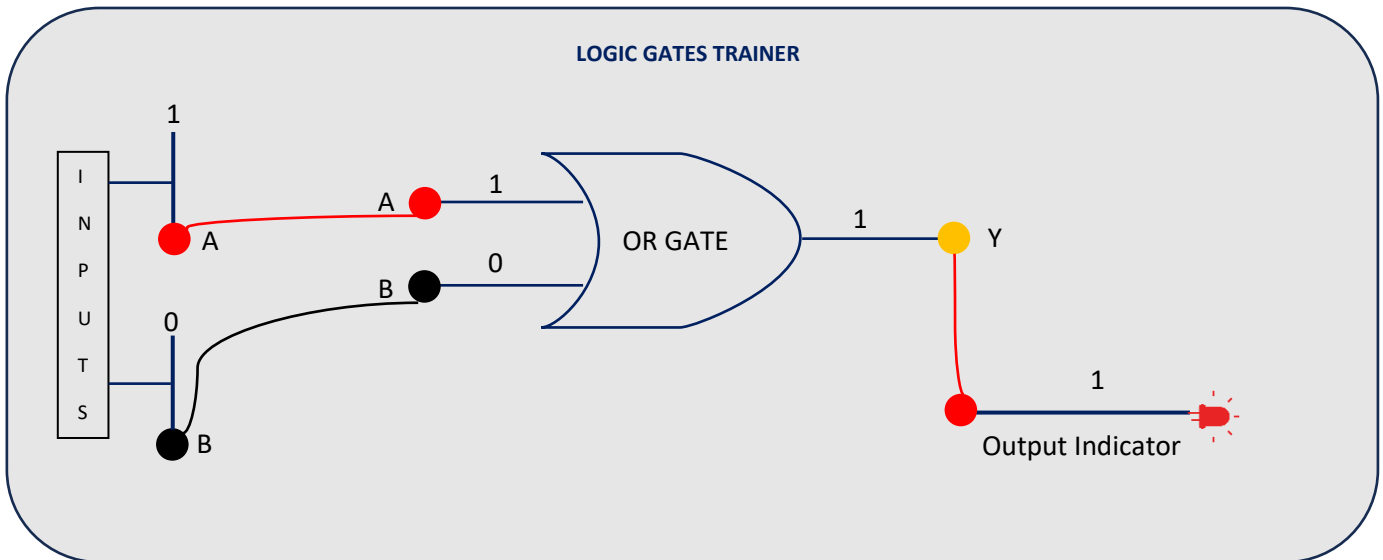 LOGIC GATES TRAINER
1
I
N
P
U
T
S
A
0
B
A
1
B
0
OR GATE
1
Y
1
Output Indicator